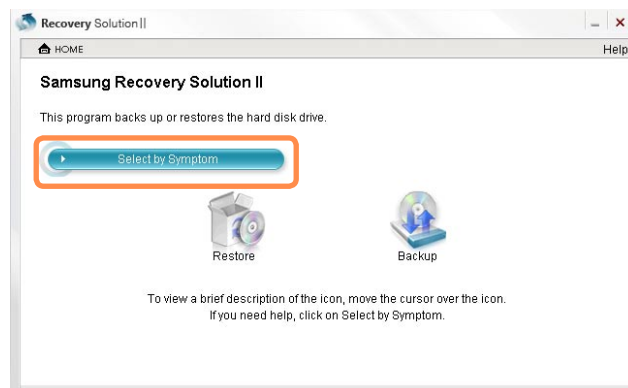 Recovery Solution II
HOME
Help
Samsung Recovery Solution II
This program backs up or restores the hard disk drive.
Select by Symptom
Restore
Backup
To view a brief description of the icon, move the cursor over the icon.
If you need help, click on Select by Symptom.